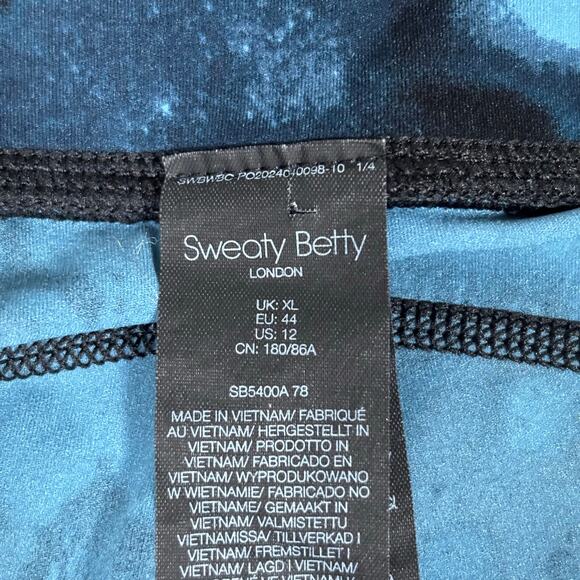 SWBWBC PO2024040098-10 1/4
Sweaty Betty
LONDON
UK: XL
EU: 44
US: 12
CN: 180/86A
SB5400A 78
MADE IN VIETNAM/ FABRIQUÉ
AU VIETNAM/ HERGESTELLT IN
VIETNAM/ PRODOTTO IN
VIETNAM/ FABRICADO EN
VIETNAM/ WYPRODUKOWANO
W WIETNAMIE/ FABRICADO NO
VIETNAME/ GEMAAKT IN
VIETNAM/ VALMISTETTU
VIETNAMISSA/ TILLVERKAD I
VIETNAM/ FREMSTILLET I
VIETNAM/ LAGD I VIETNAM/